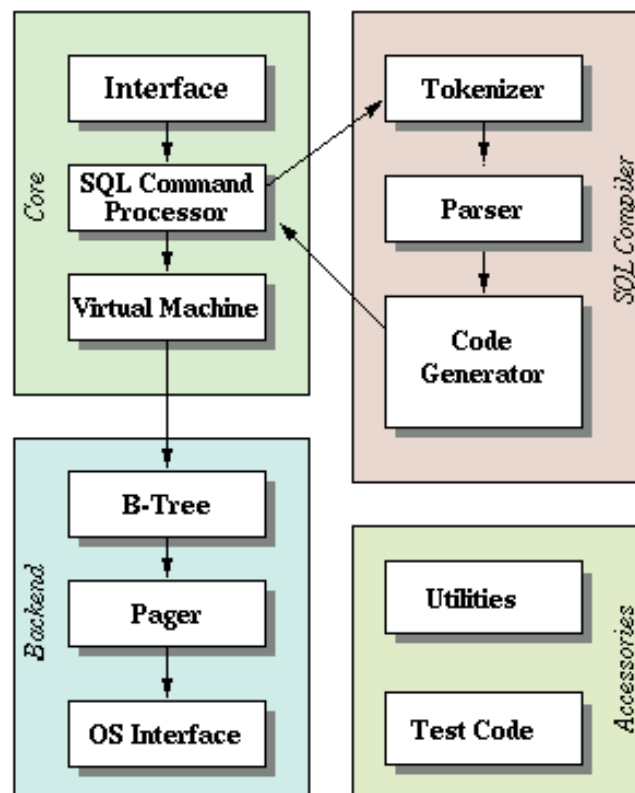 Core
Interface
SQL Command
Processor
Virtual Machine
SQL Compiler
Tokenizer
Parser
Code
Generator
Backend
B-Tree
Pager
OS Interface
Accessories
Utilities
Test Code